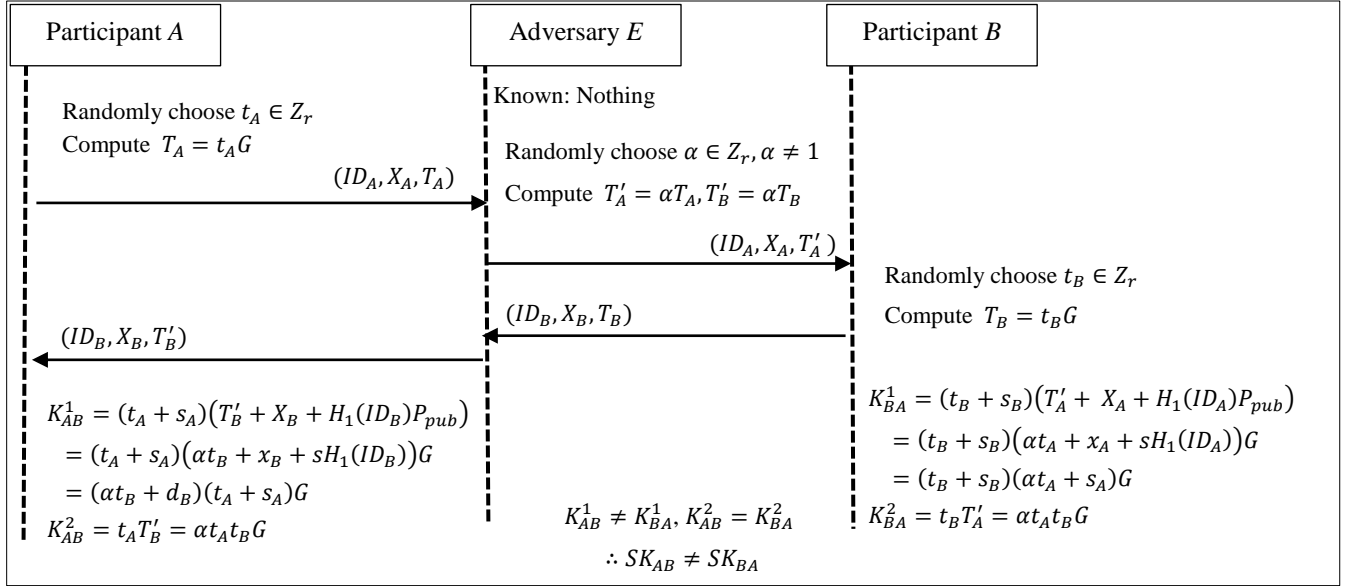 Participant A
Adversary E
Participant B
Known: Nothing
Randomly choose t_A ∈ Z_r
Compute T_A = t_A G
(ID_A, X_A, T_A)
Randomly choose α ∈ Z_r, α ≠ 1
Compute T'_A = αT_A, T'_B = αT_B
(ID_A, X_A, T'_A)
Randomly choose t_B ∈ Z_r
Compute T_B = t_B G
(ID_B, X_B, T_B)
(ID_B, X_B, T'_B)
K^1_AB = (t_A + s_A)(T'_B + X_B + H_1(ID_B)P_pub)
= (t_A + s_A)(αt_B + x_B + sH_1(ID_B))G
= (αt_B + d_B)(t_A + s_A)G
K^2_AB = t_A T'_B = αt_A t_B G
K^1_AB ≠ K^1_BA, K^2_AB = K^2_BA
∴ SK_AB ≠ SK_BA
K^1_BA = (t_B + s_B)(T'_A + X_A + H_1(ID_A)P_pub)
= (t_B + s_B)(αt_A + x_A + sH_1(ID_A))G
= (t_B + s_B)(αt_A + s_A)G
K^2_BA = t_B T'_A = αt_A t_B G